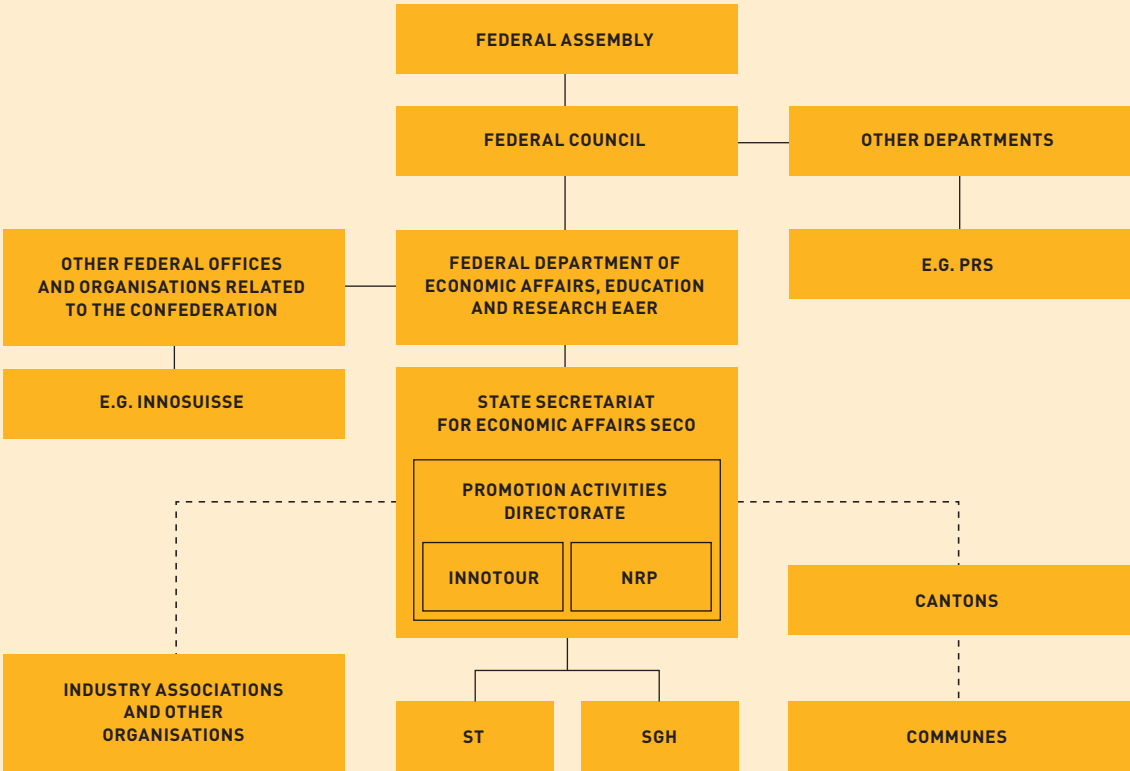 FEDERAL ASSEMBLY
FEDERAL COUNCIL
OTHER DEPARTMENTS
OTHER FEDERAL OFFICES
AND ORGANISATIONS RELATED
TO THE CONFEDERATION
FEDERAL DEPARTMENT OF
ECONOMIC AFFAIRS, EDUCATION
AND RESEARCH EAER
E.G. PRS
E.G. INNOSUISSE
STATE SECRETARIAT
FOR ECONOMIC AFFAIRS SECO
PROMOTION ACTIVITIES
DIRECTORATE
INNOTOUR
NRP
CANTONS
INDUSTRY ASSOCIATIONS
AND OTHER
ORGANISATIONS
ST
SGH
COMMUNES